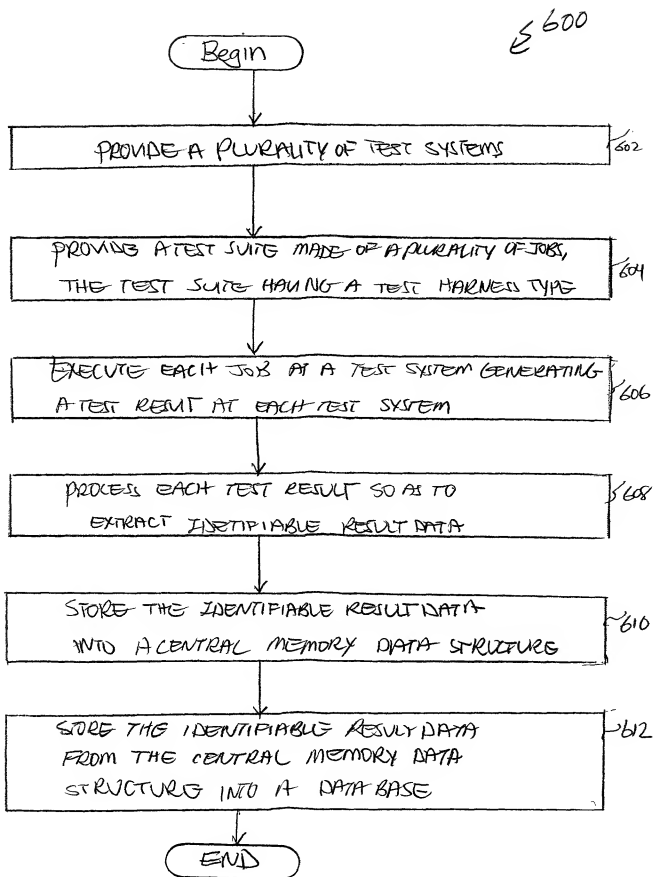 600
Begin
PROVIDE A PLURALITY OF TEST SYSTEMS
602
PROVIDE A TEST SUITE MADE OF A PLURALITY OF JOBS,
THE TEST SUITE HAVING A TEST HARNESS TYPE
604
EXECUTE EACH JOB AT A TEST SYSTEM GENERATING
A TEST RESULT AT EACH TEST SYSTEM
606
PROCESS EACH TEST RESULT SO AS TO
EXTRACT IDETIFIABLE RESULT DATA
608
STORE THE IDENTIFIABLE RESULT DATA
INTO A CENTRAL MEMORY DATA STRUCTURE
610
STORE THE IDENTIFIABLE RESULT DATA
FROM THE CENTRAL MEMORY DATA
STRUCTURE INTO A DATA BASE
612
END